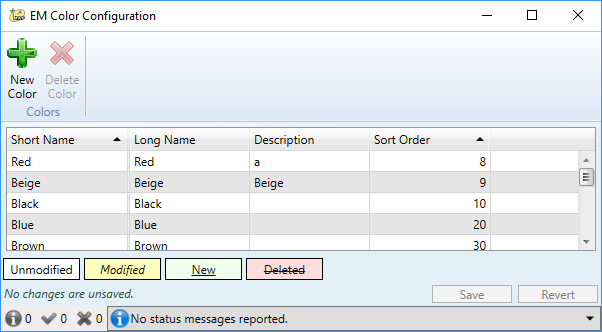 EM Color Configuration
New Color
Delete Color
Colors
Short Name Long Name Description Sort Order
Red Red a 8
Beige Beige Beige 9
Black Black 10
Blue Blue 20
Brown Brown 30
Unmodified Modified New Deleted
No changes are unsaved. Save Revert
0 0 0 No status messages reported.